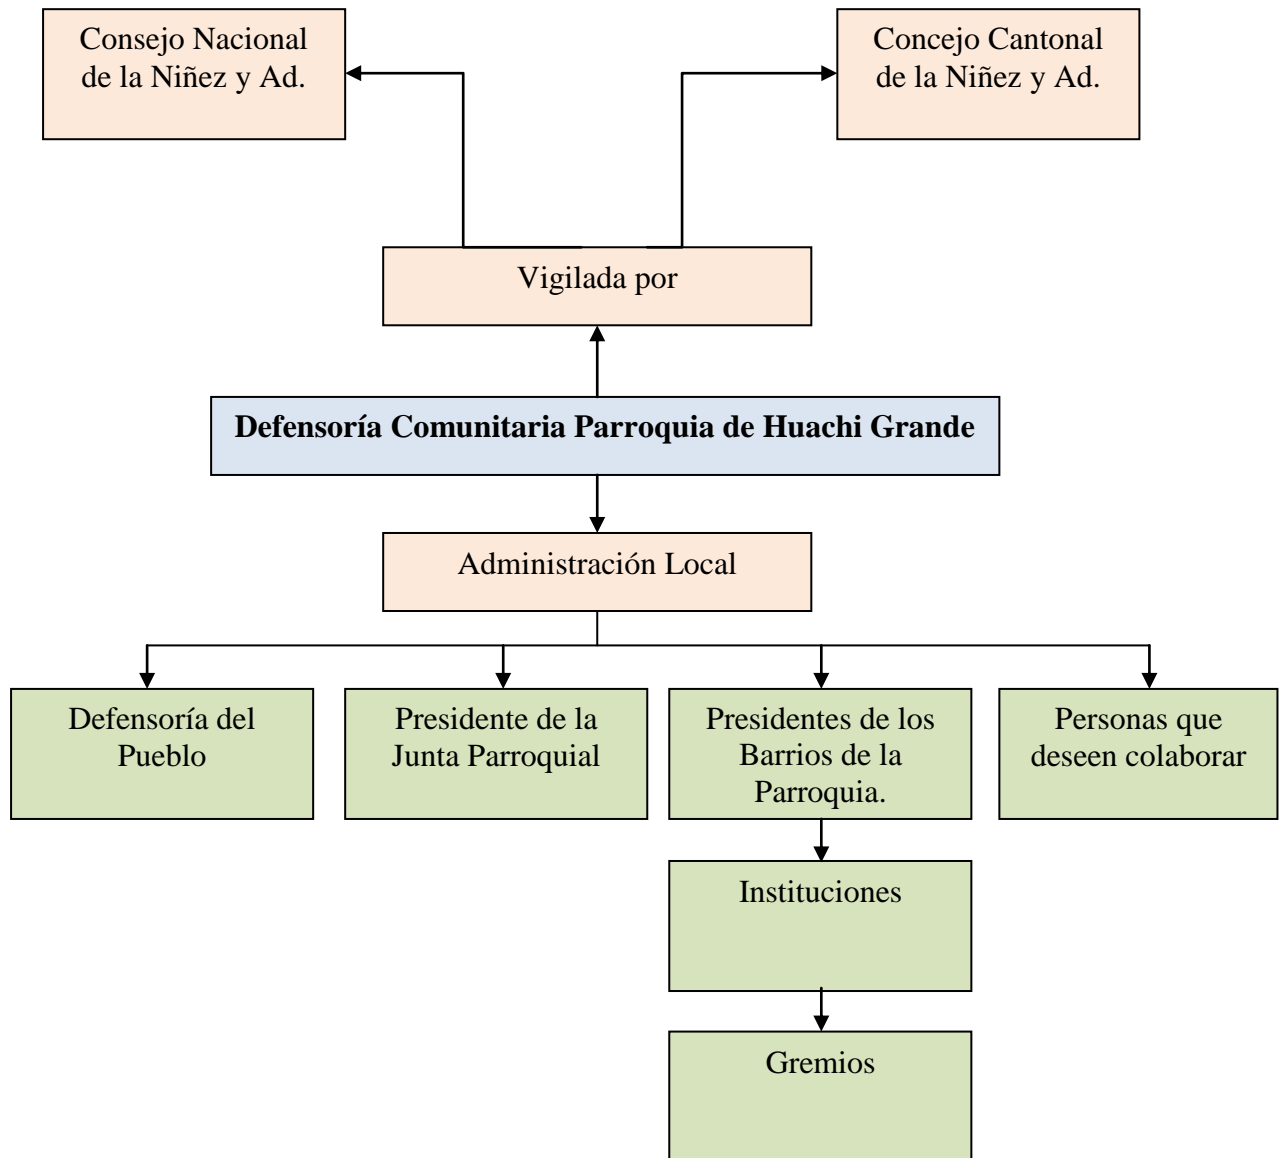 Consejo Nacional
de la Niñez y Ad.
Concejo Cantonal
de la Niñez y Ad.
Vigilada por
Defensoría Comunitaria Parroquia de Huachi Grande
Administración Local
Defensoría del
Pueblo
Presidente de la
Junta Parroquial
Presidentes de los
Barrios de la
Parroquia.
Personas que
deseen colaborar
Instituciones
Gremios